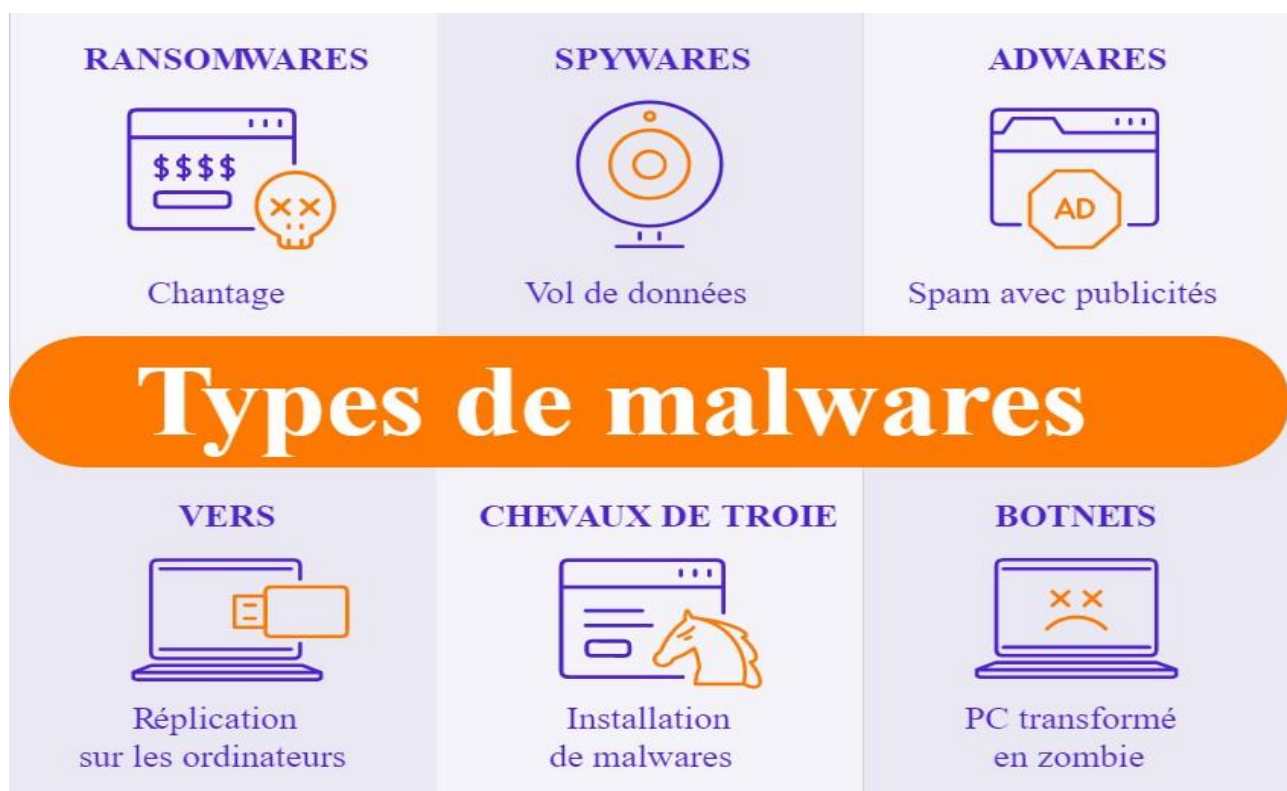 RANSOMWARES
SPYWARES
ADWARES
$$$$
AD
Chantage
Vol de données
Spam avec publicités
Types de malwares
VERS
CHEVAUX DE TROIE
BOTNETS
Réplication
sur les ordinateurs
Installation
de malwares
PC transformé
en zombie